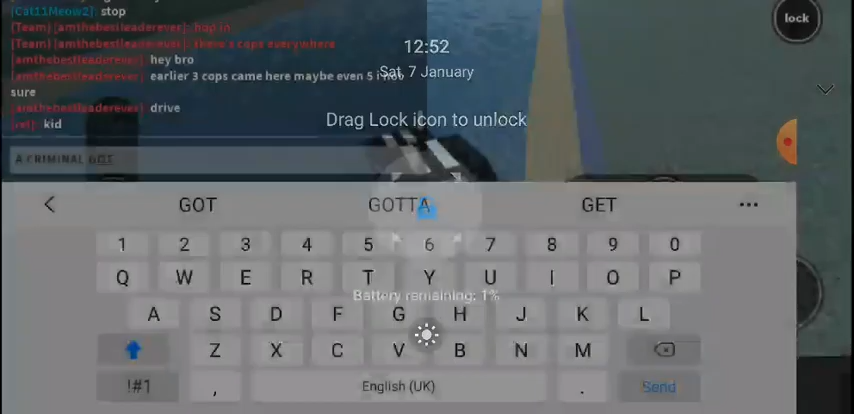 [Cat11Meow2]: stop
[Team] [amthebestleaderever]: hop in
[Team] [amthebestleaderever]: there s cops everywhere
[amthebestleaderever] hey bro
[amthebestleaderever] earlier 3 cops came here maybe even 5 i not
sure
[amthebestleaderever] drive
kid
A CRIMINAL GOT
lock
12:52
Sat, 7 January
Drag Lock icon to unlock
GOT GOTTA GET
1 2 3 4 5 6 7 8 9 0
Q W E R T Y U I O P
Battery remaining: 1%
A S D F G H J K L
Z X C V B N M
!#1 , English (UK) . Send